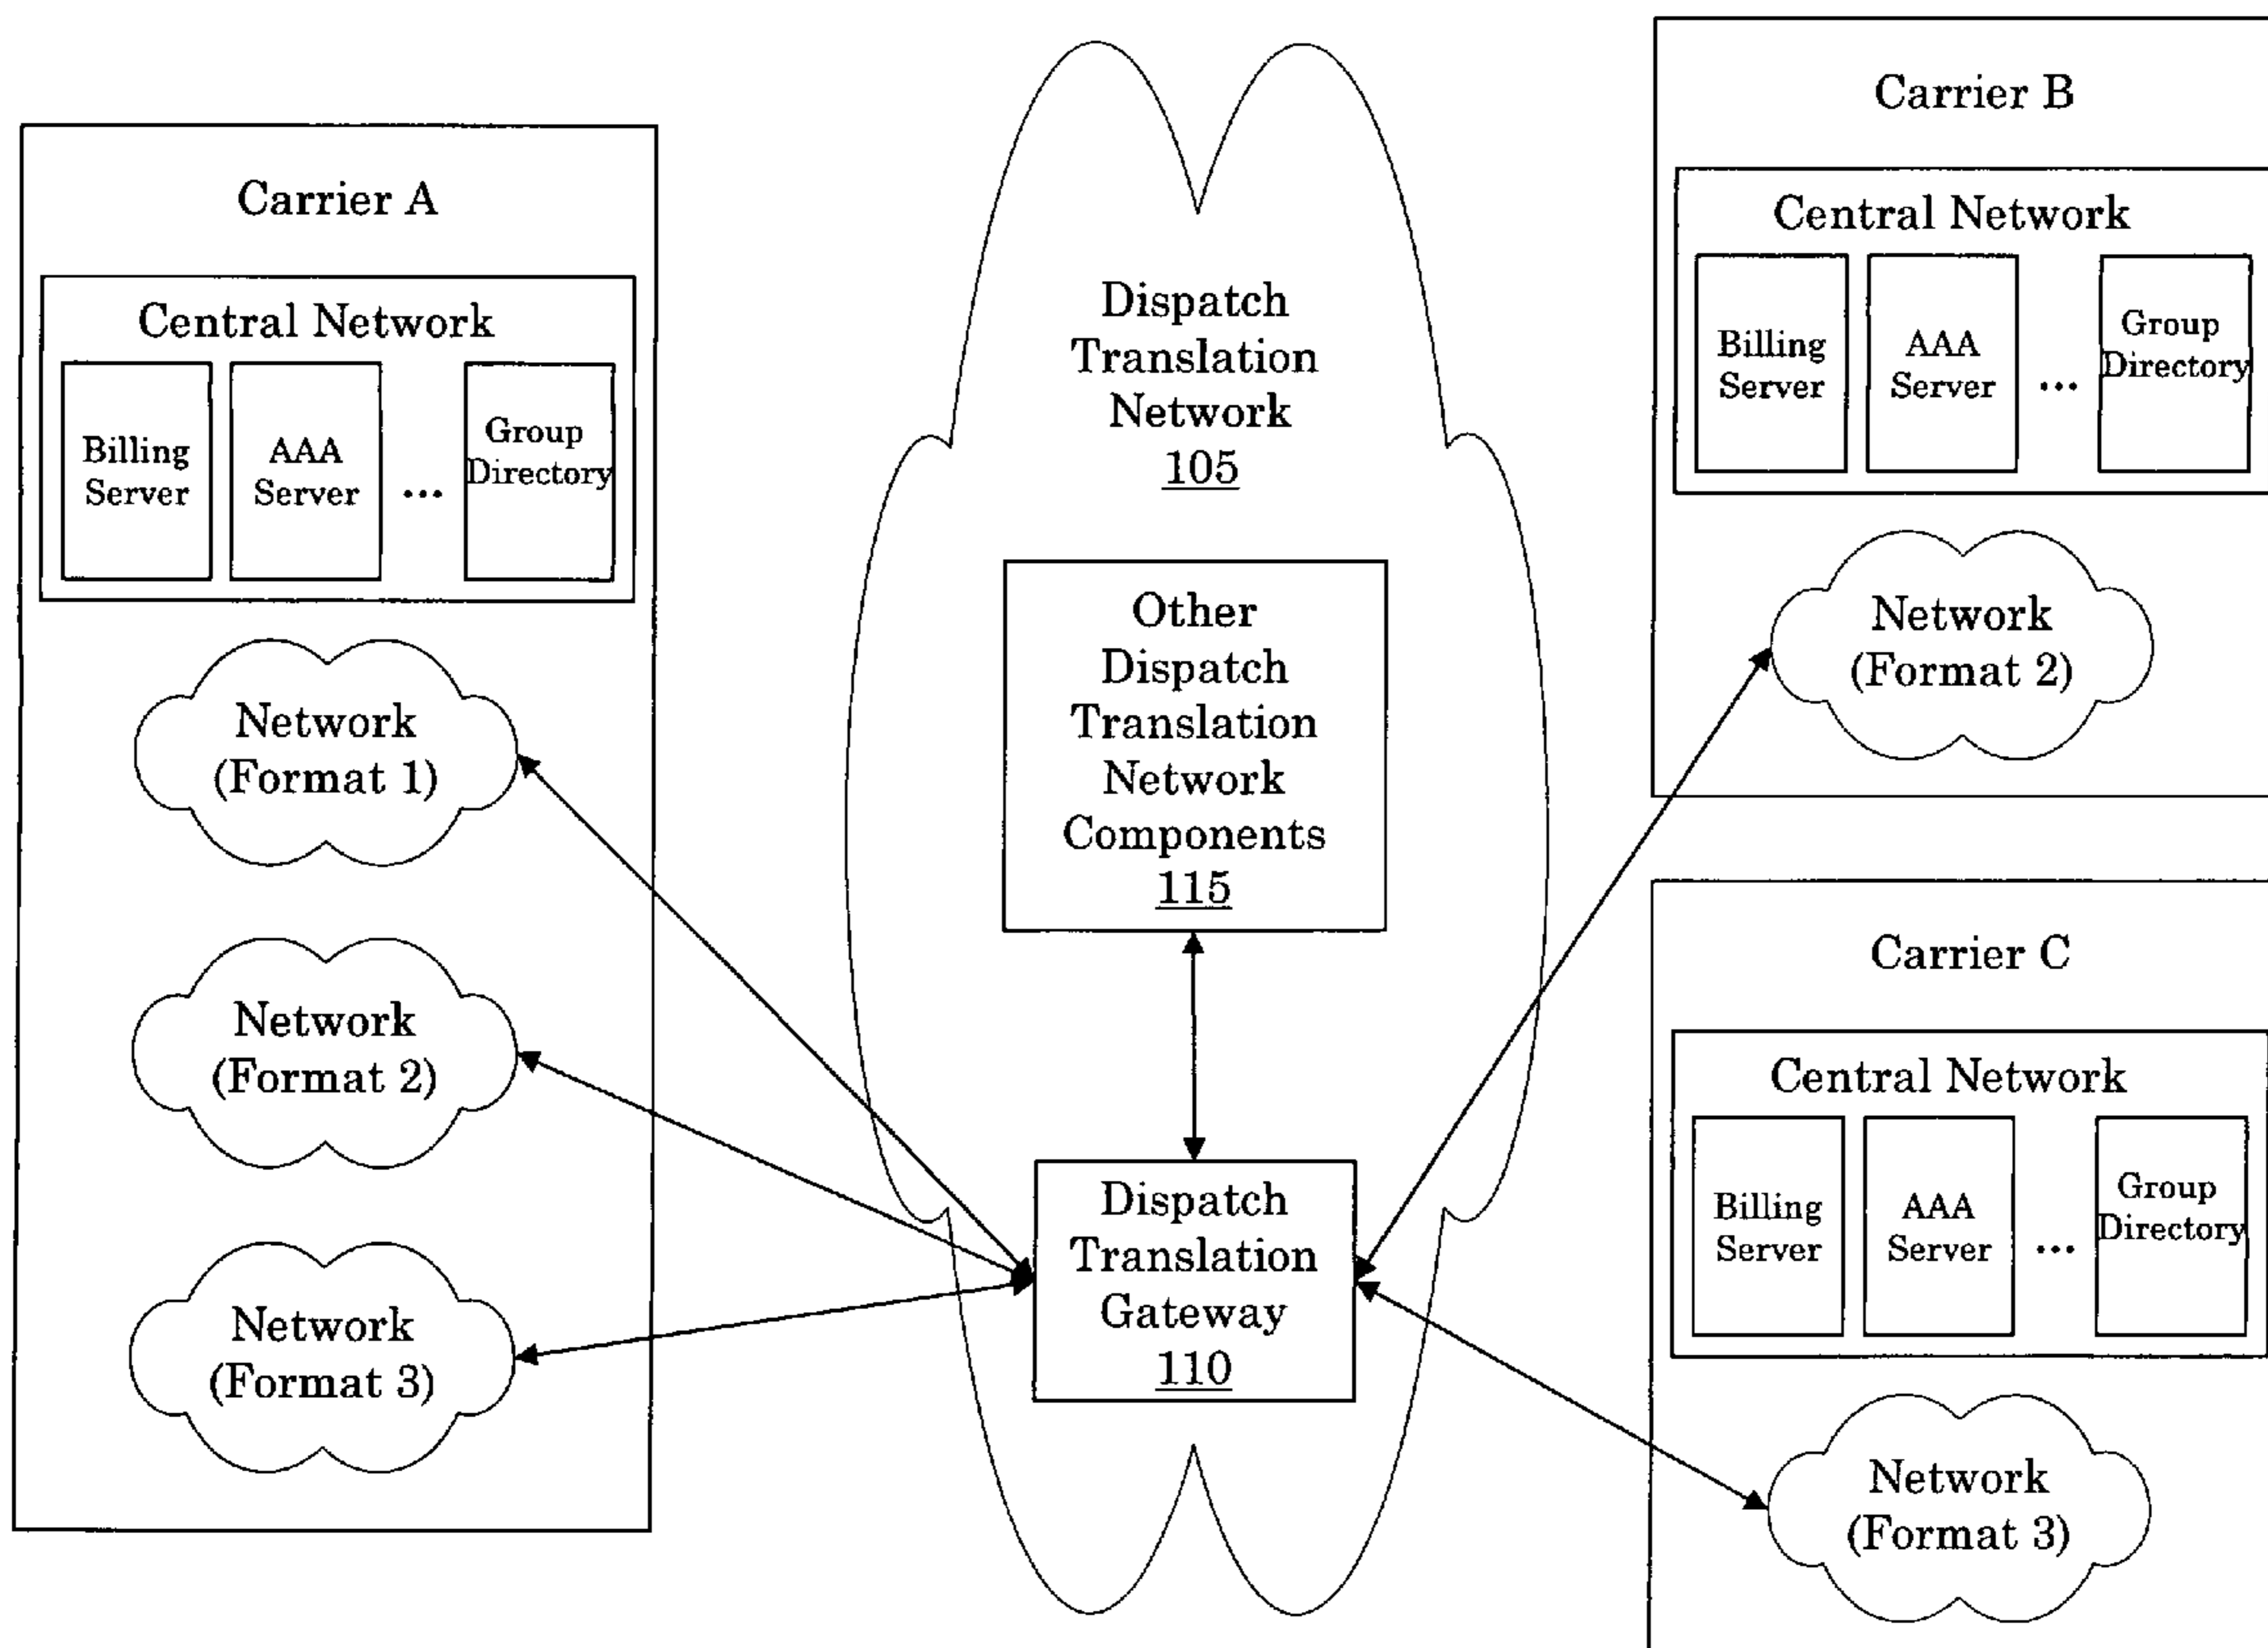 Carrier A
Central Network
Billing
Server
AAA
Server
...
Group
Directory
Network
(Format 1)
Network
(Format 2)
Network
(Format 3)
Dispatch
Translation
Network
105
Other
Dispatch
Translation
Network
Components
115
Dispatch
Translation
Gateway
110
Carrier B
Central Network
Billing
Server
AAA
Server
...
Group
Directory
Network
(Format 2)
Carrier C
Central Network
Billing
Server
AAA
Server
...
Group
Directory
Network
(Format 3)